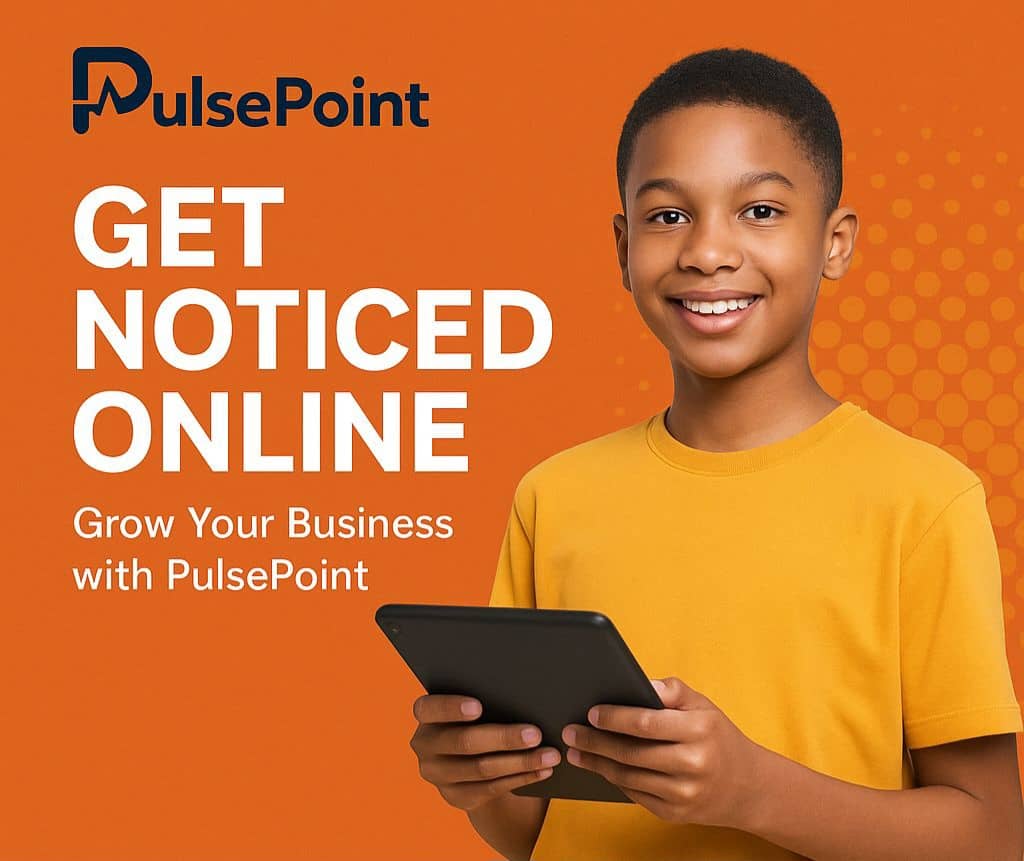 PulsePoint
GET
NOTICED
ONLINE
Grow Your Business
with PulsePoint